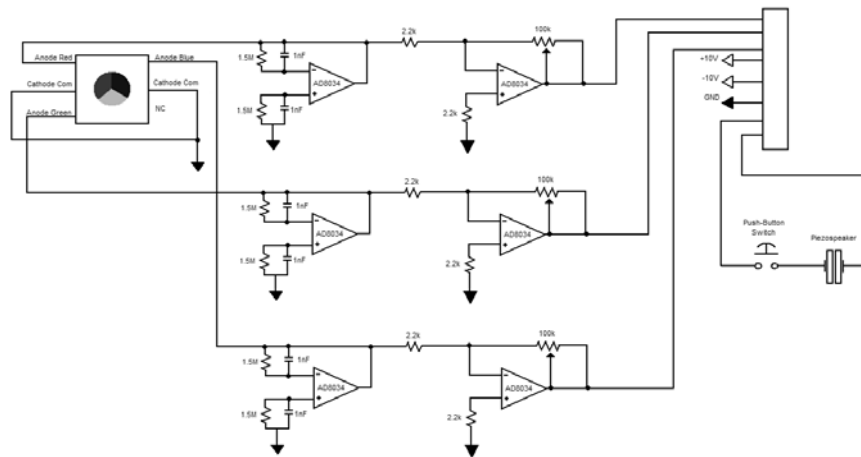 Anode Red
Anode Blue
Cathode Com
Cathode Com
Anode Green
NC
1.5M
1nF
1.5M
1nF
AD8034
2.2k
100k
AD8034
2.2k
+10V
-10V
GND
1.5M
1nF
1.5M
1nF
AD8034
2.2k
100k
AD8034
2.2k
Push-Button
Switch
Piezospeaker
1.5M
1nF
1.5M
1nF
AD8034
2.2k
100k
AD8034
2.2k